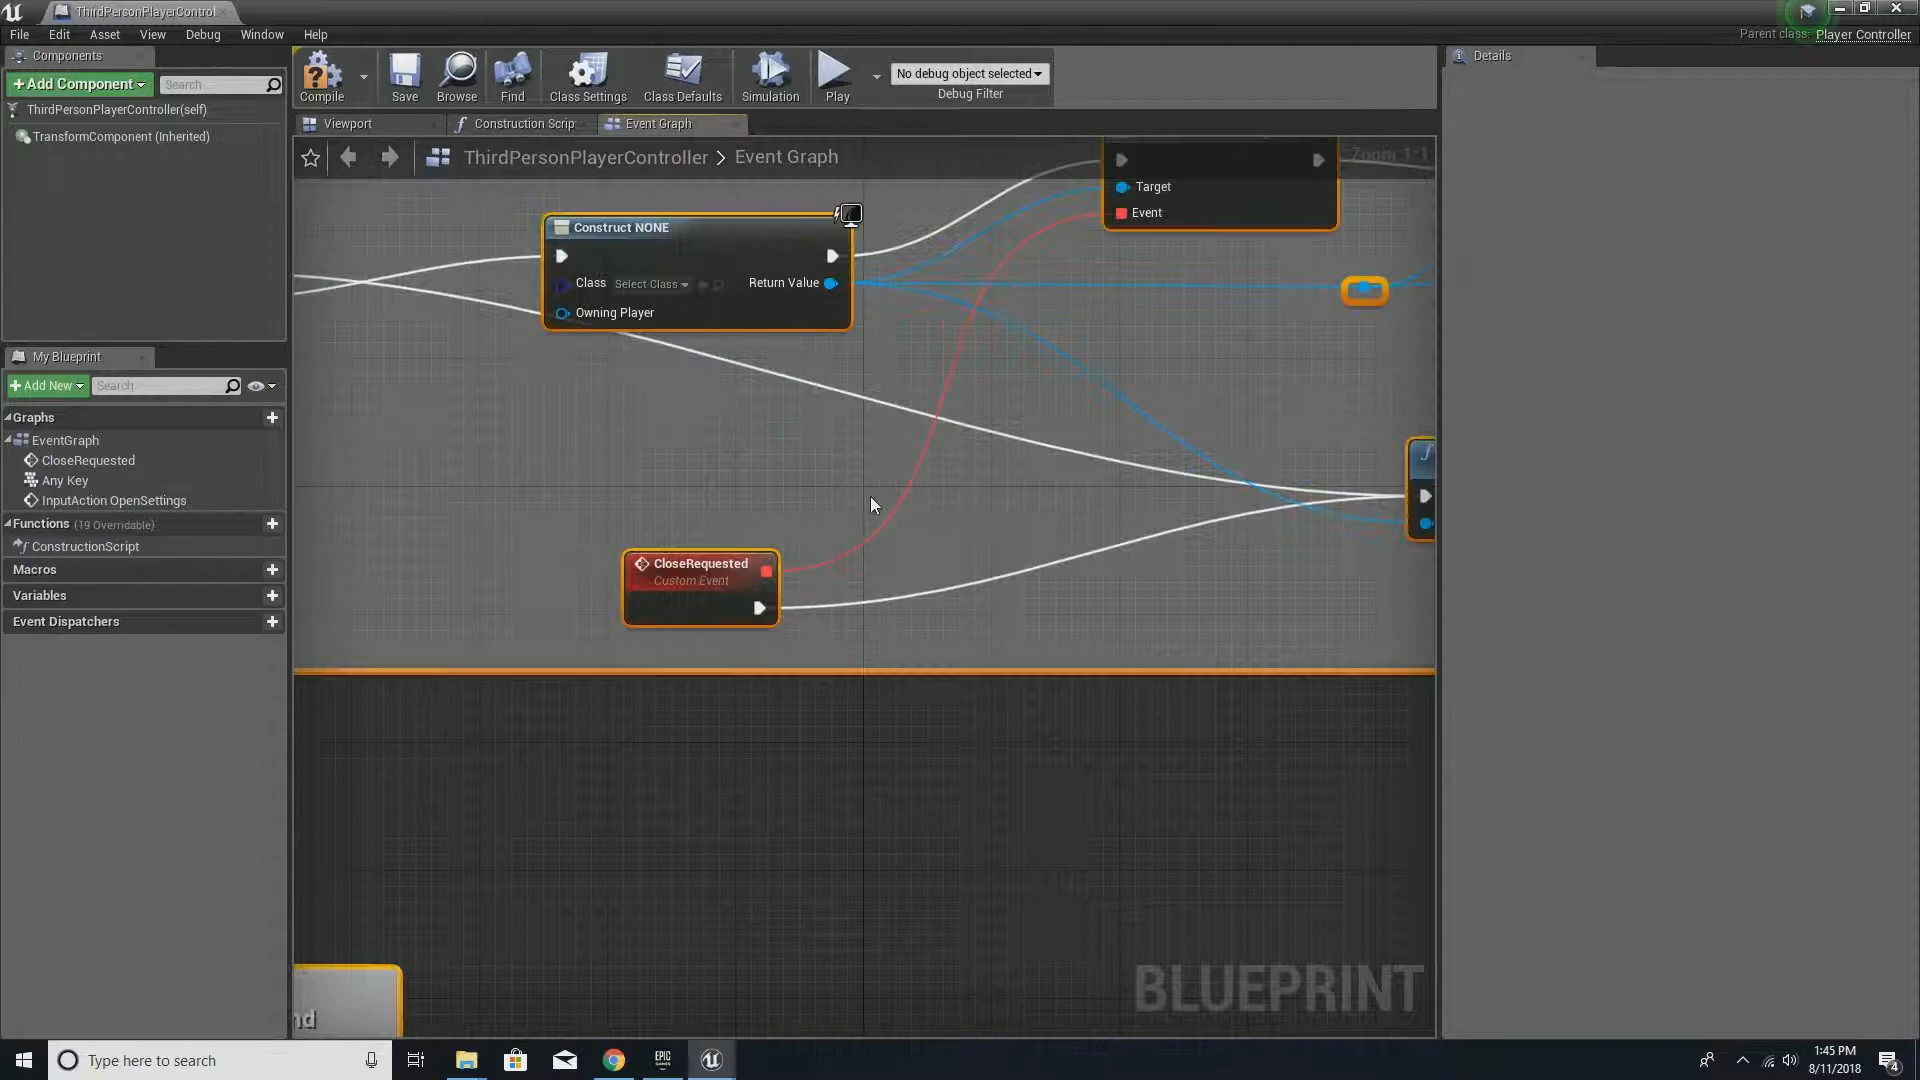 ThirdPersonPlayerControl
File Edit Asset View Debug Window Help
Parent class: Player Controller
Components
+Add Component
Search
ThirdPersonPlayerController(self)
TransformComponent (Inherited)
Compile
Save
Browse
Find
Class Settings
Class Defaults
Simulation
Play
No debug object selected
Debug Filter
Details
Viewport
Construction Scrip
Event Graph
ThirdPersonPlayerController > Event Graph
Zoom 1:1
Target
Event
Construct NONE
Class Select Class
Return Value
Owning Player
CloseRequested
Custom Event
My Blueprint
+Add New
Search
Graphs
EventGraph
CloseRequested
Any Key
InputAction OpenSettings
Functions (19 Overridable)
ConstructionScript
Macros
Variables
Event Dispatchers
nd
BLUEPRINT
Type here to search
EPIC
GAMES
1:45 PM
8/11/2018
4